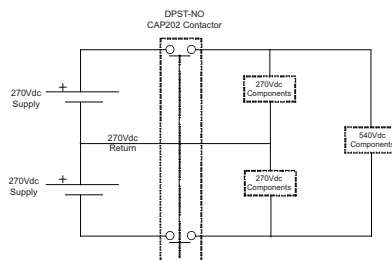 DPST-NO
CAP202 Contactor
270Vdc
Components
+
270Vdc
Supply
270Vdc
Return
540Vdc
Components
+
270Vdc
Supply
270Vdc
Components